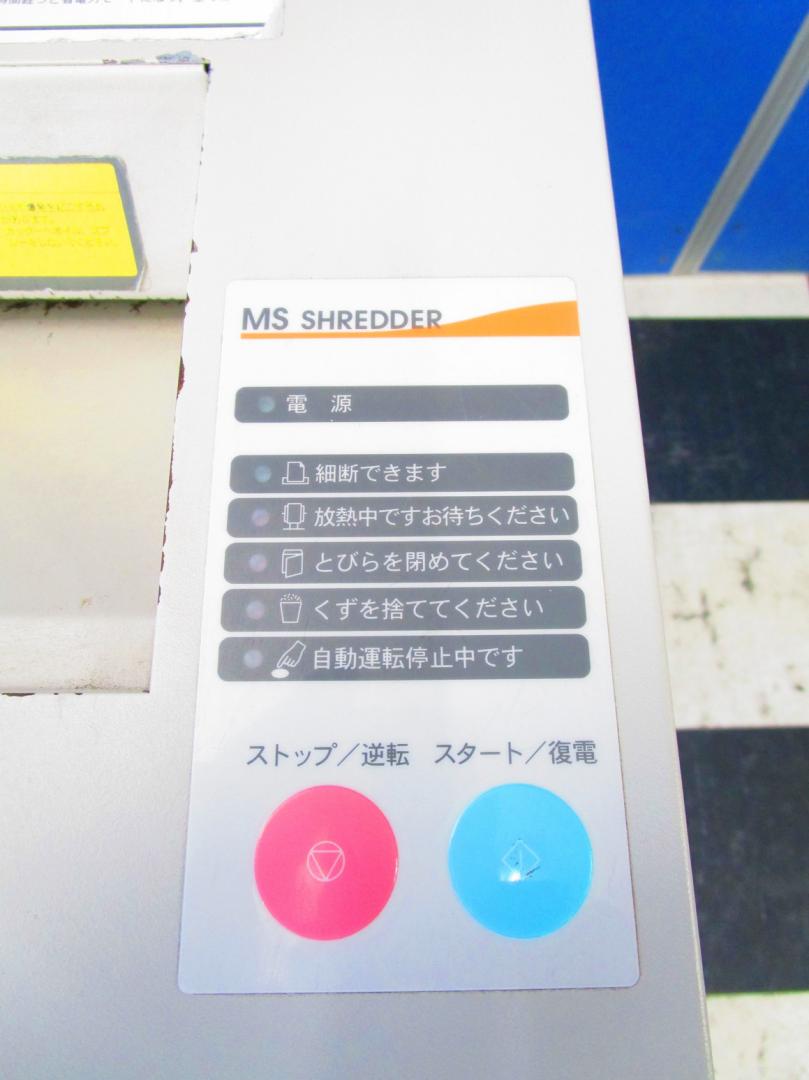 MS SHREDDER
電 源
細断できます
放熱中ですお待ちください
とびらを閉めてください
くずを捨ててください
自動運転停止中です
ストップ／逆転 スタート／復電